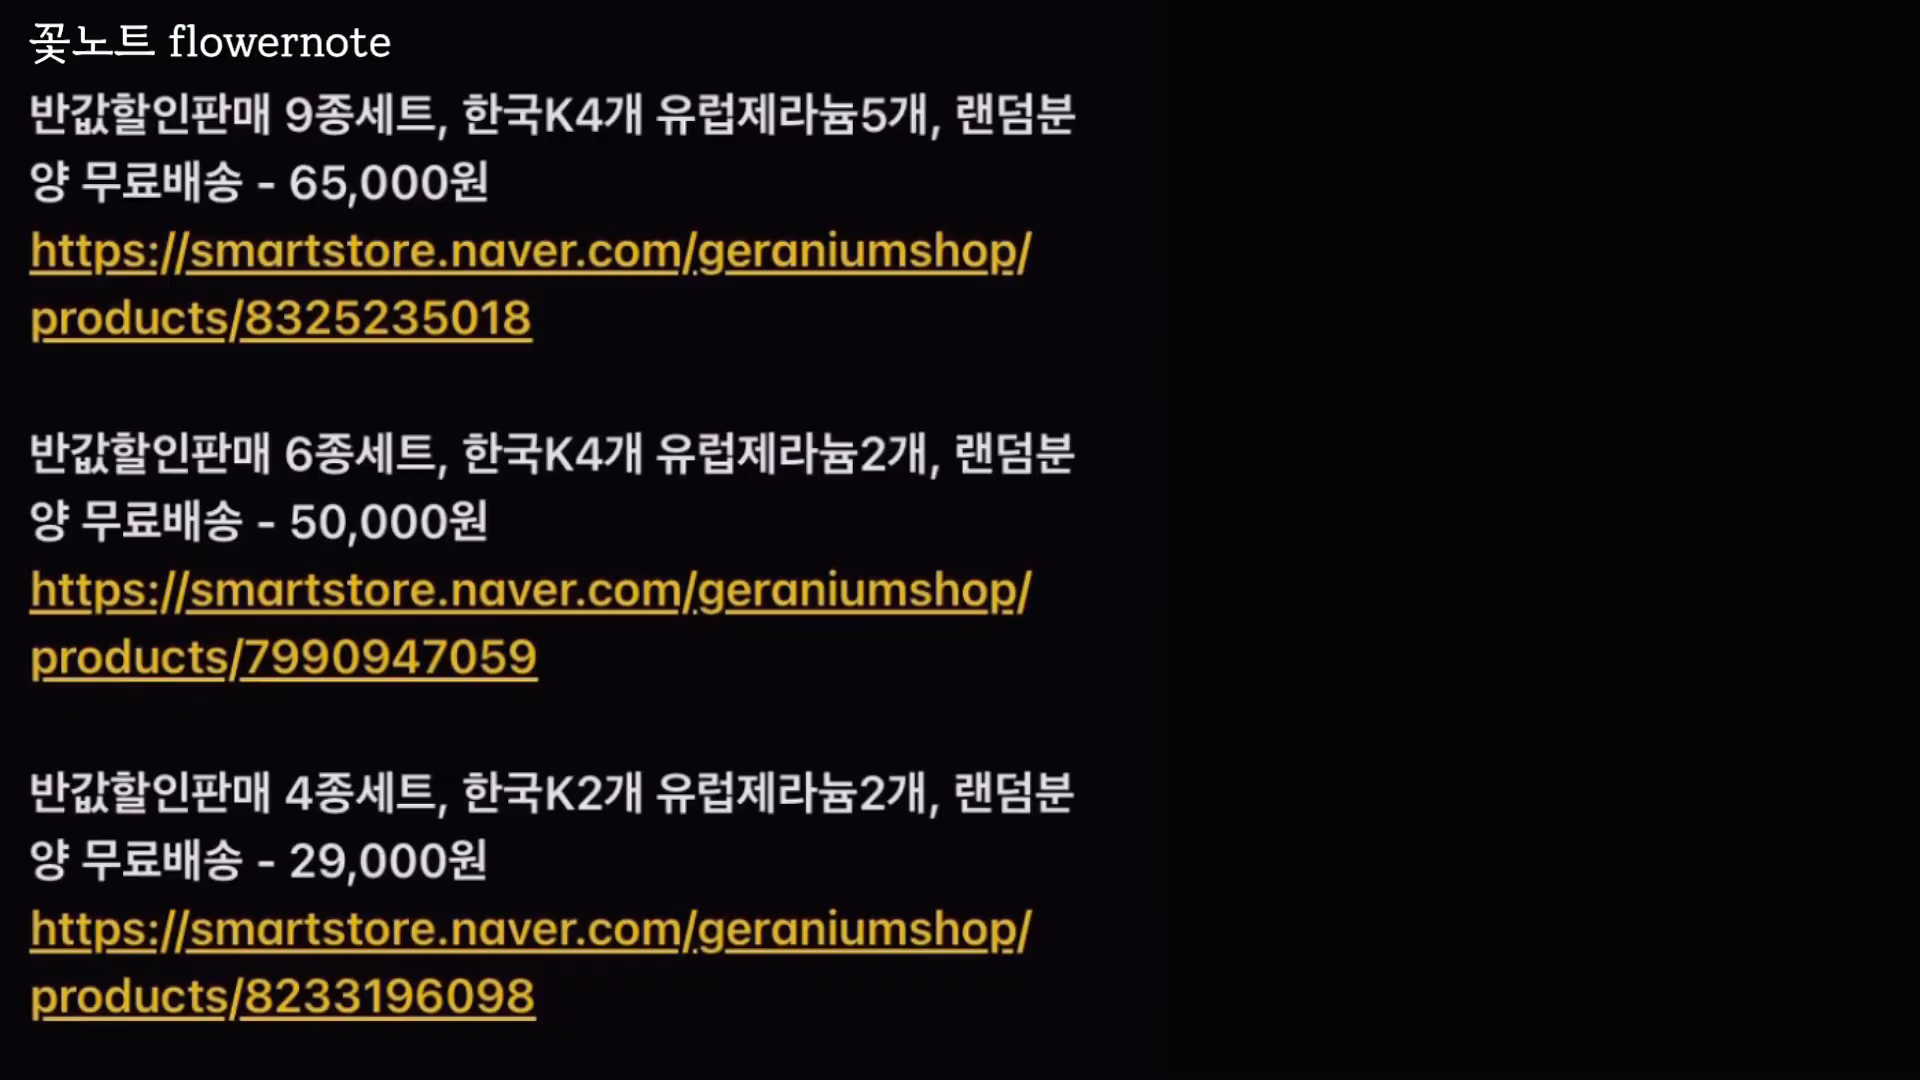 꽃노트 flowernote
반값할인판매 9종세트, 한국K4개 유럽제라늄5개, 랜덤분
양 무료배송 - 65,000원
https://smartstore.naver.com/geraniumshop/
products/8325235018
반값할인판매 6종세트, 한국K4개 유럽제라늄2개, 랜덤분
양 무료배송 - 50,000원
https://smartstore.naver.com/geraniumshop/
products/7990947059
반값할인판매 4종세트, 한국K2개 유럽제라늄2개, 랜덤분
양 무료배송 - 29,000원
https://smartstore.naver.com/geraniumshop/
products/8233196098